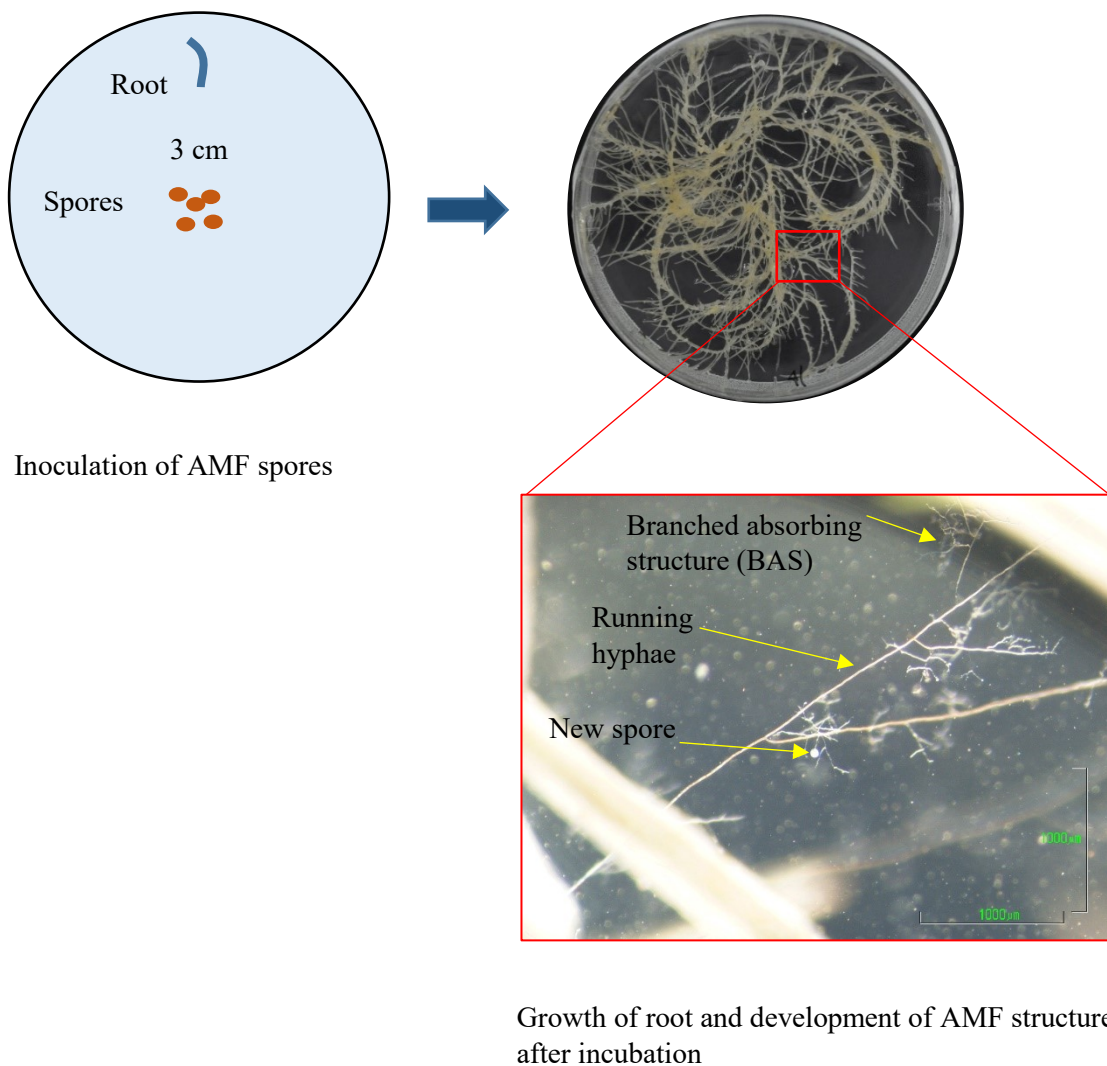 Root
3 cm
Spores
Inoculation of AMF spores
41
Branched absorbing
structure (BAS)
Running
hyphae
New spore
1000µm
1000µm
Growth of root and development of AMF structure
after incubation